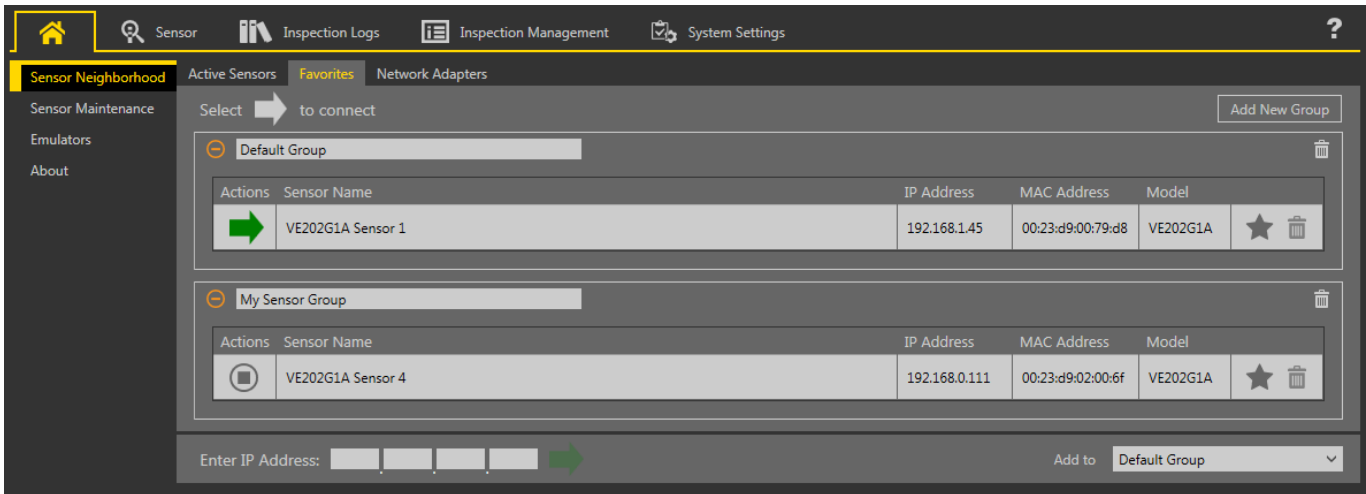 Sensor Inspection Logs Inspection Management System Settings ?
Sensor Neighborhood
Sensor Maintenance
Emulators
About
Active Sensors Favorites Network Adapters
Select to connect Add New Group
Default Group
Actions Sensor Name IP Address MAC Address Model
VE202G1A Sensor 1 192.168.1.45 00:23:d9:00:79:d8 VE202G1A
My Sensor Group
Actions Sensor Name IP Address MAC Address Model
VE202G1A Sensor 4 192.168.0.111 00:23:d9:02:00:6f VE202G1A
Enter IP Address: . . . Add to Default Group